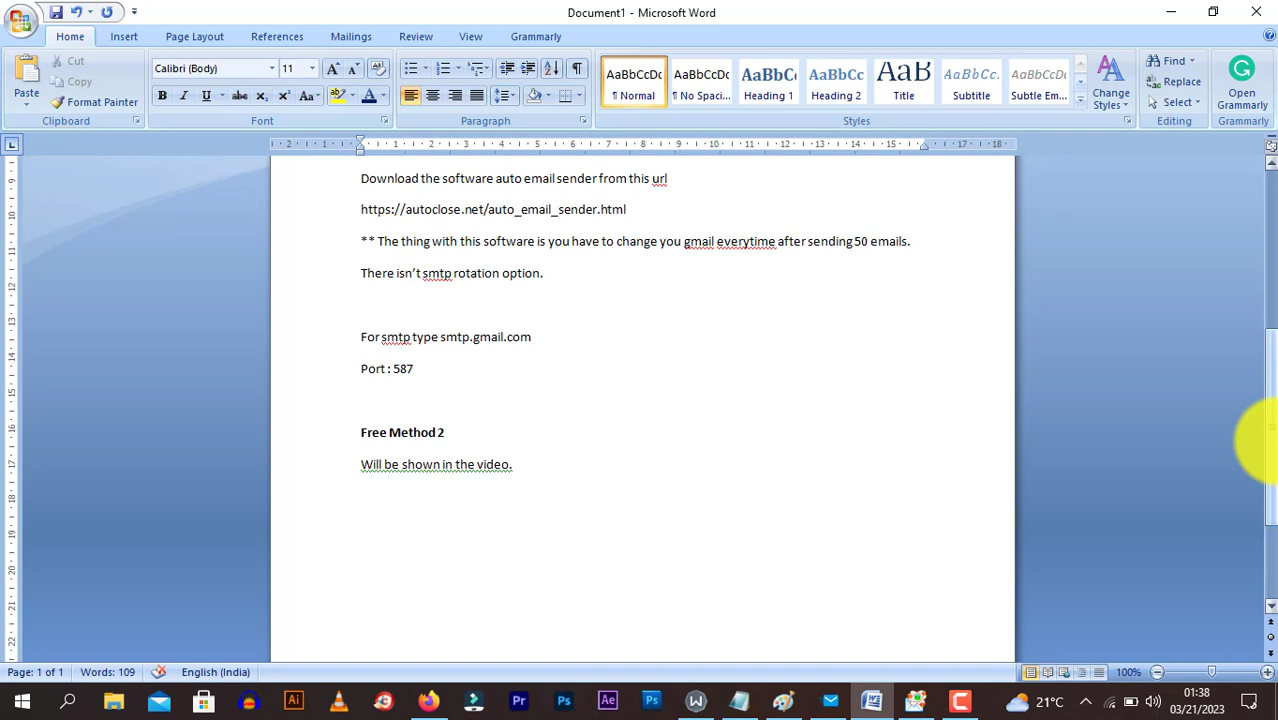 Document1 - Microsoft Word
Home Insert Page Layout References Mailings Review View Grammarly
Paste
Cut
Copy
Format Painter
Clipboard
Calibri (Body) 11
Font
Paragraph
AaBbCcDc AaBbCcDc AaBbC AaBbCc AaB AaBbCc. AaBbCcDc
¶ Normal ¶ No Spaci... Heading 1 Heading 2 Title Subtitle Subtle Em...
Styles
Change Styles
Find
Replace
Select
Editing
Open Grammarly
Grammarly
Download the software auto email sender from this url
https://autoclose.net/auto_email_sender.html
** The thing with this software is you have to change you gmail everytime after sending 50 emails.
There isn't smtp rotation option.
For smtp type smtp.gmail.com
Port : 587
Free Method 2
Will be shown in the video.
Page: 1 of 1 Words: 109 English (India) 100%
21°C
01:38
03/21/2023